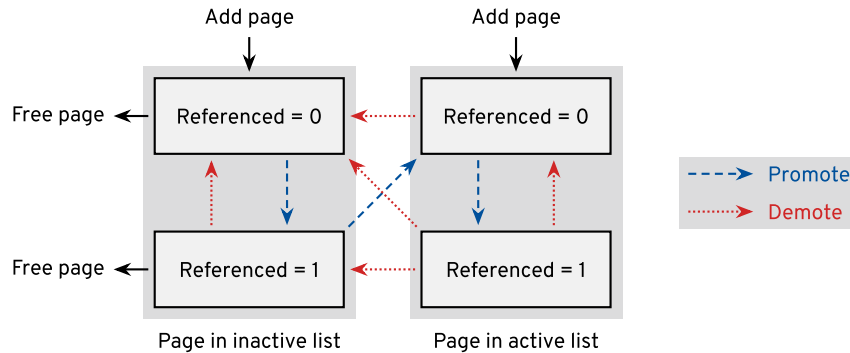 Add page
Add page
Free page
Referenced = 0
Referenced = 0
Promote
Demote
Free page
Referenced = 1
Referenced = 1
Page in inactive list
Page in active list